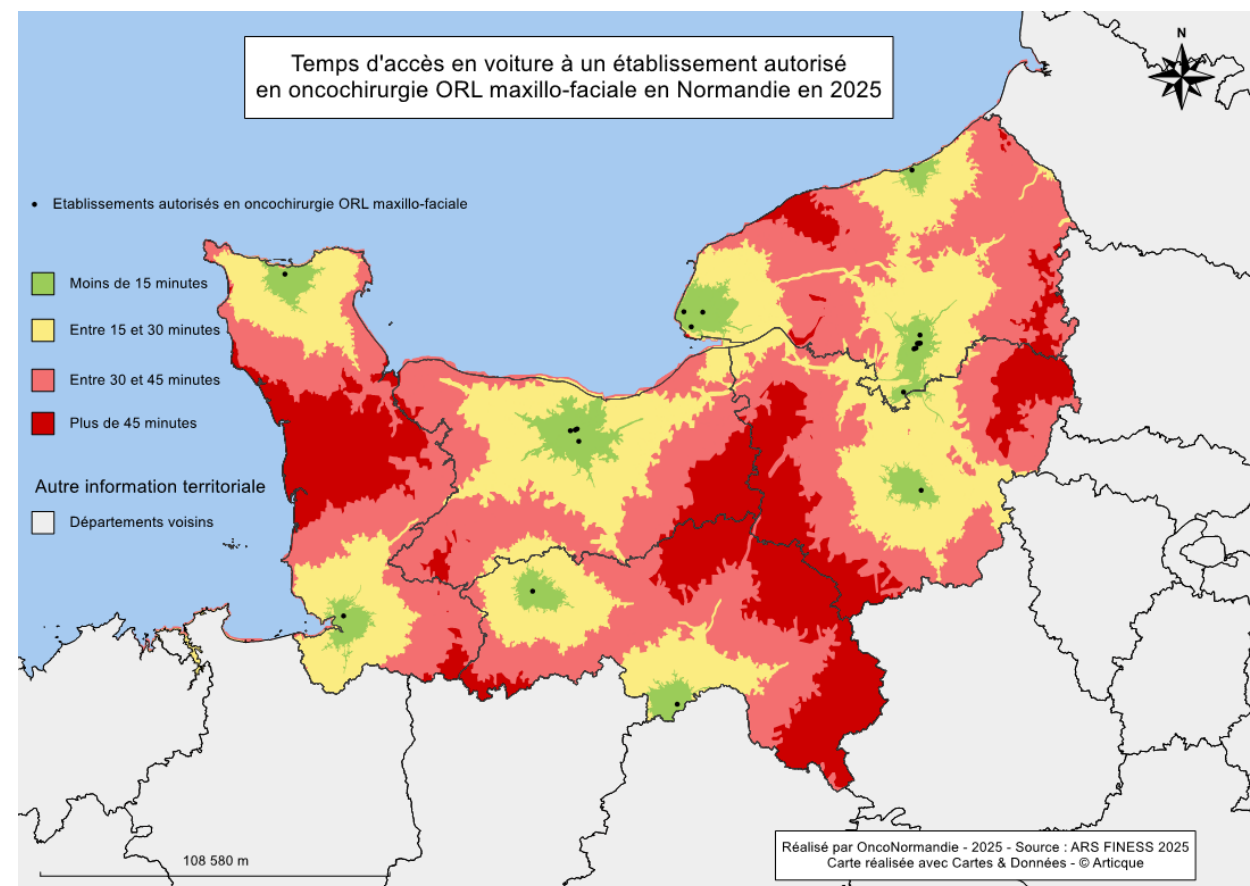 Temps d'accès en voiture à un établissement autorisé
en oncochirurgie ORL maxillo-faciale en Normandie en 2025
N
Etablissements autorisés en oncochirurgie ORL maxillo-faciale
Moins de 15 minutes
Entre 15 et 30 minutes
Entre 30 et 45 minutes
Plus de 45 minutes
Autre information territoriale
Départements voisins
108 580 m
Réalisé par OncoNormandie - 2025 - Source : ARS FINESS 2025
Carte réalisée avec Cartes & Données - © Articque